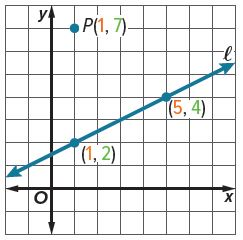 y
P(1, 7)
ℓ
(5, 4)
(1, 2)
O
x